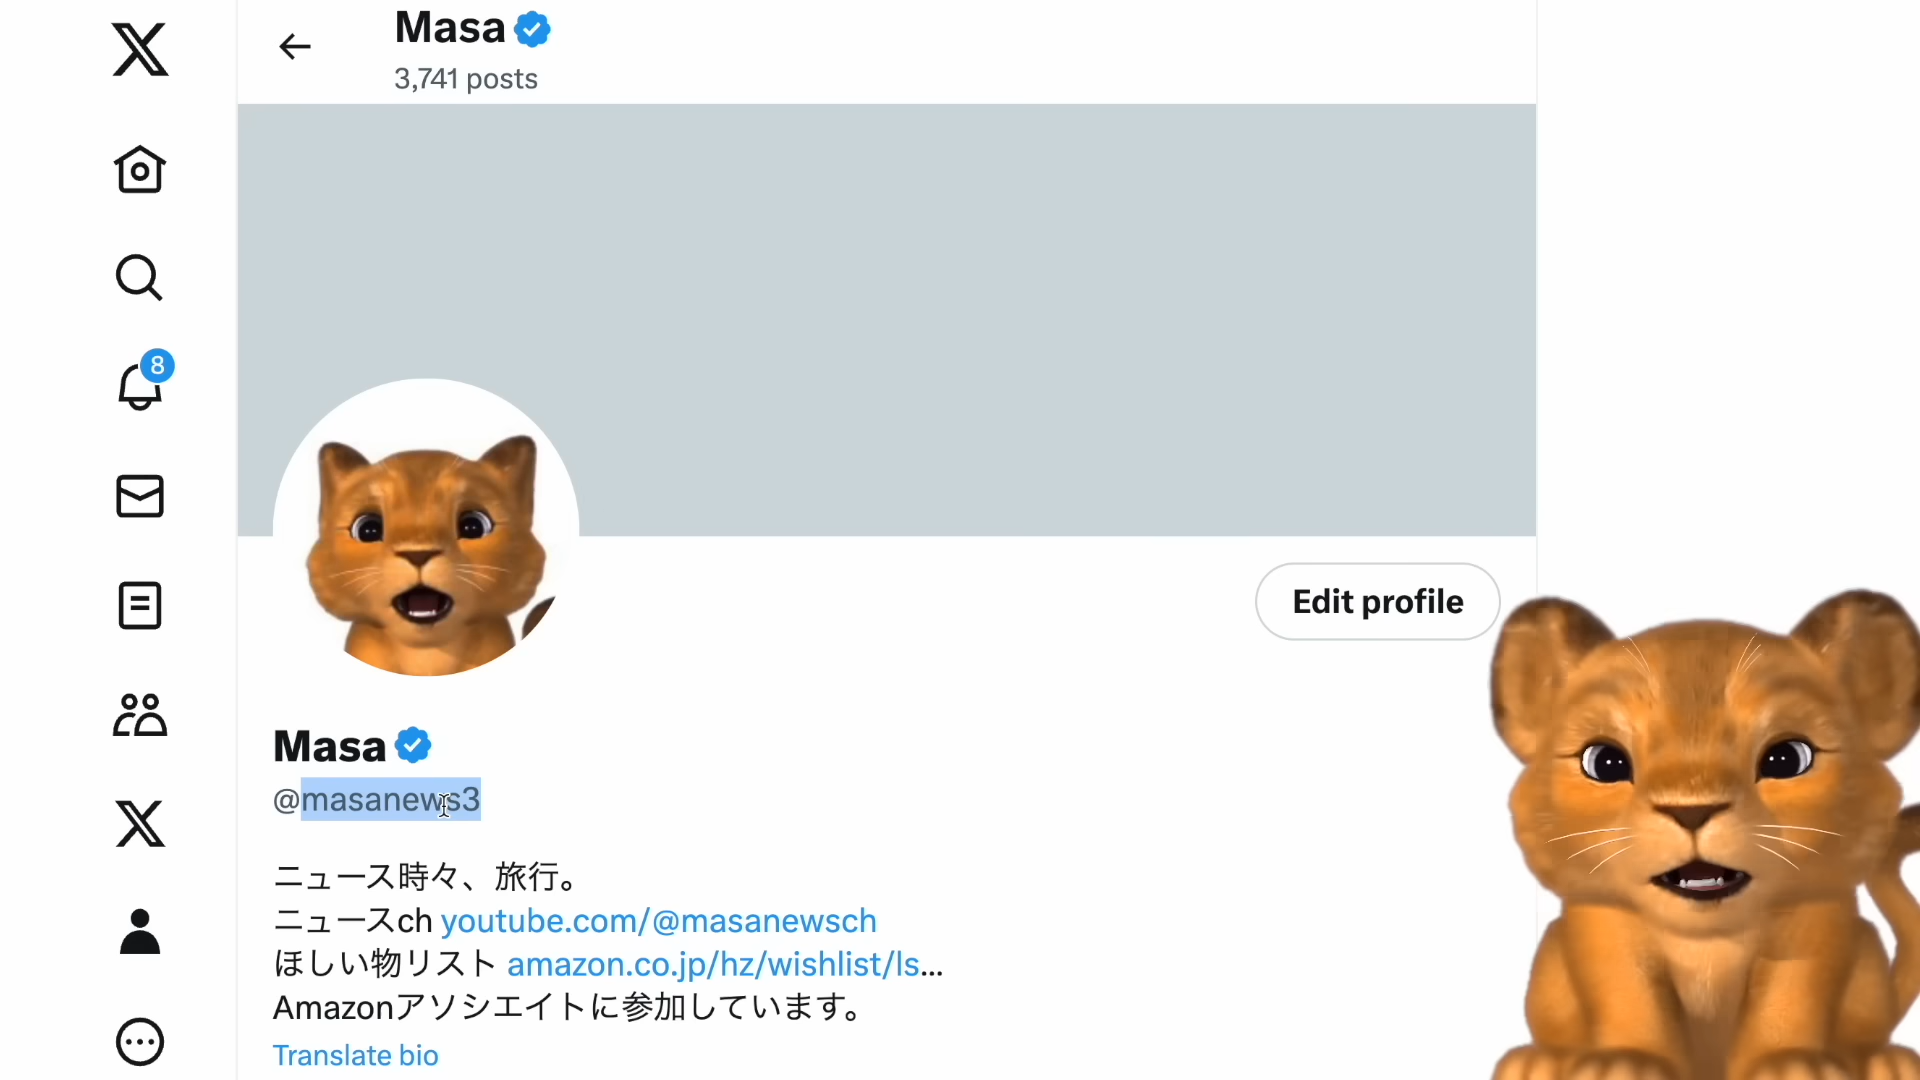 Masa
3,741 posts
8
Edit profile
Masa
@masanews3
ニュース時々、旅行。
ニュースch youtube.com/@masanewsch
ほしい物リスト amazon.co.jp/hz/wishlist/ls...
Amazonアソシエイトに参加しています。
Translate bio